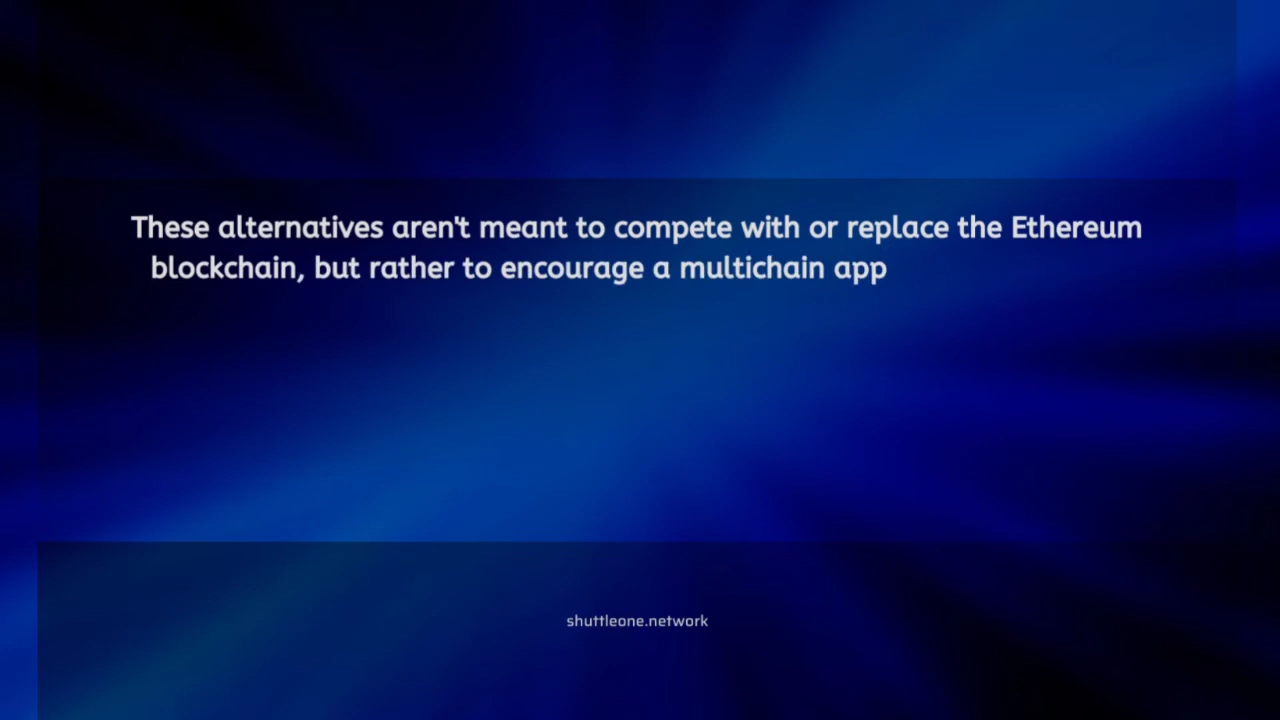 These alternatives aren't meant to compete with or replace the Ethereum
blockchain, but rather to encourage a multichain app
shuttleone.network